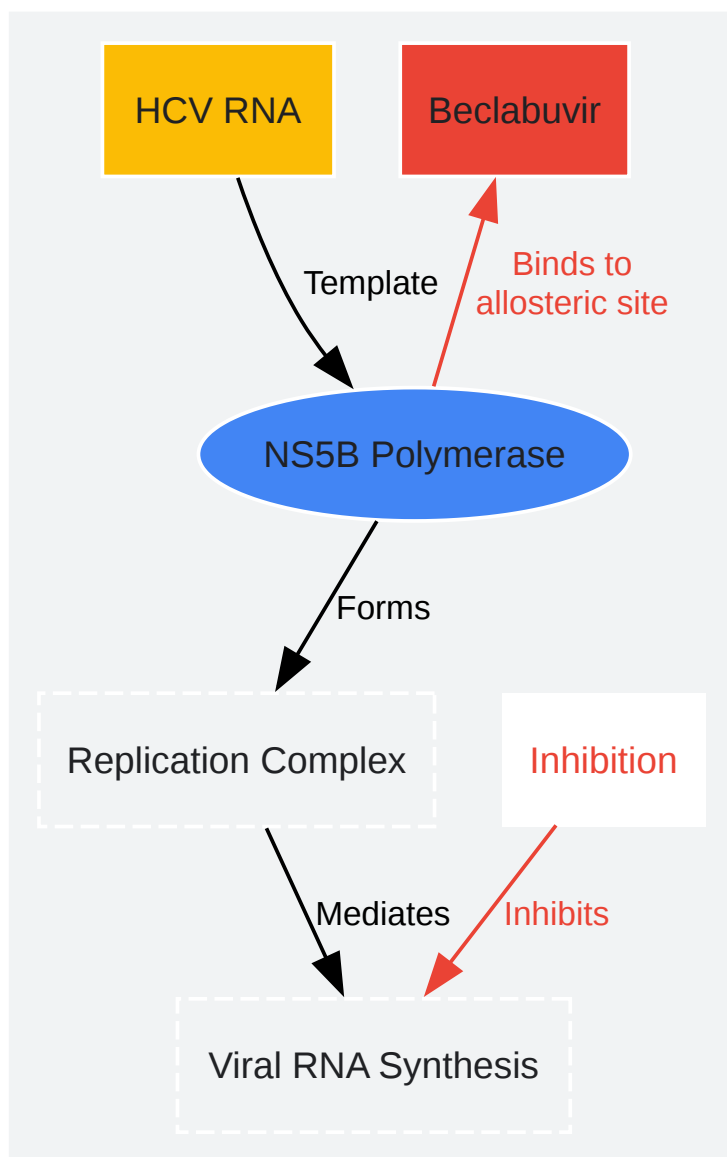 HCV RNA
Beclabuvir
Template
Binds to
allosteric site
NS5B Polymerase
Forms
Replication Complex
Inhibition
Mediates
Inhibits
Viral RNA Synthesis